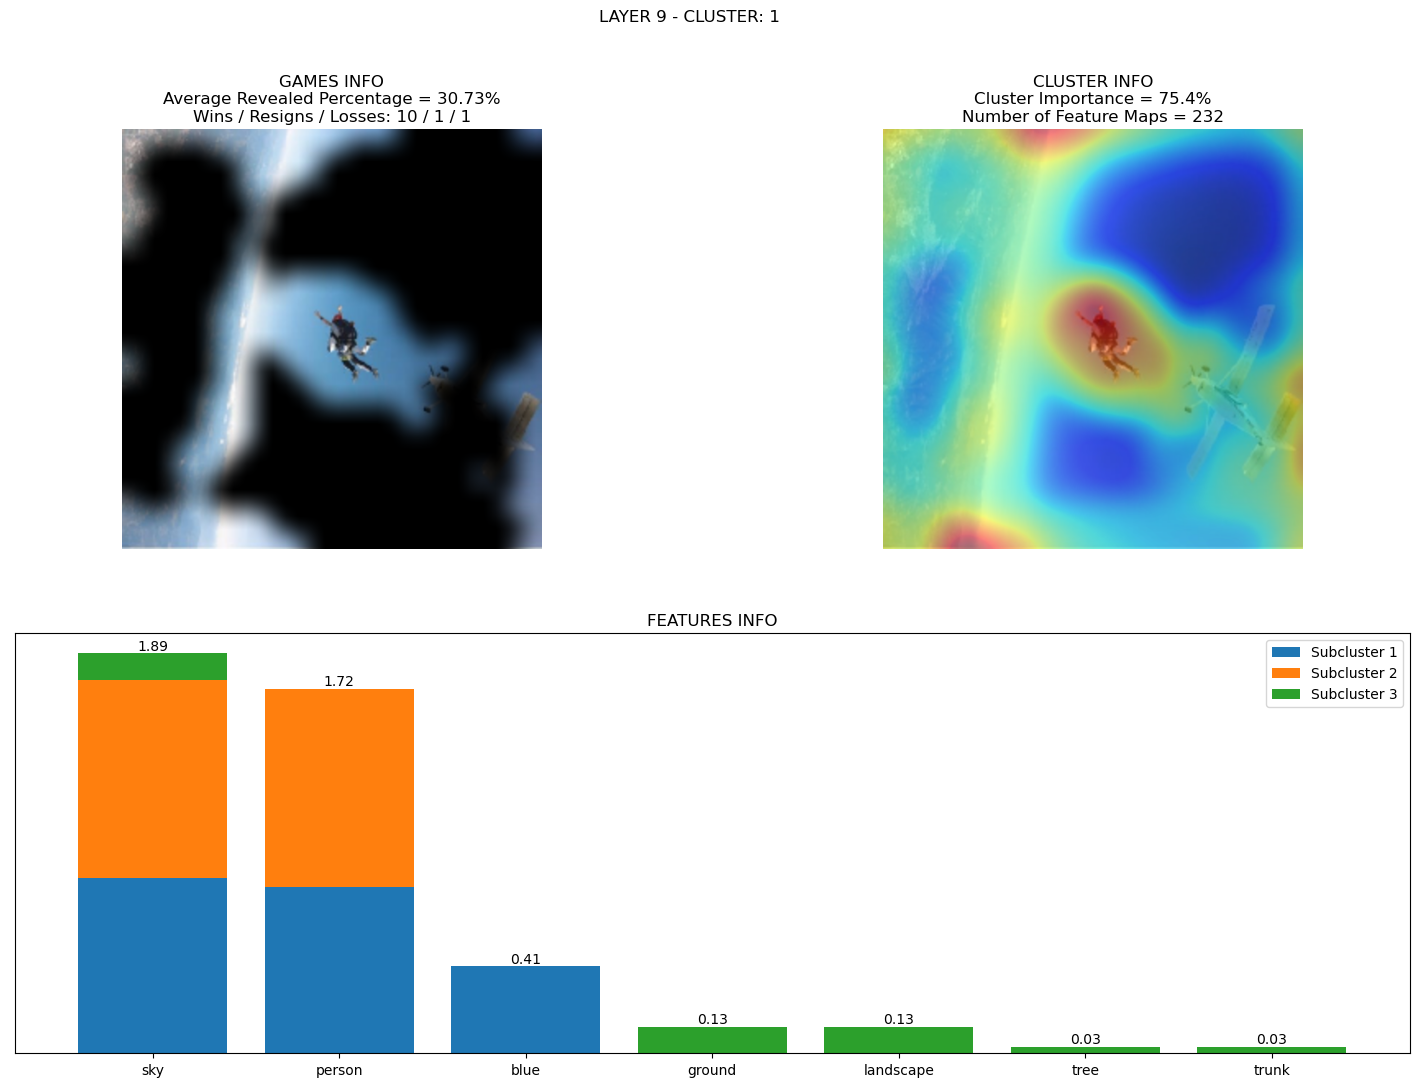 LAYER 9 - CLUSTER: 1
GAMES INFO
Average Revealed Percentage = 30.73%
Wins / Resigns / Losses: 10 / 1 / 1
CLUSTER INFO
Cluster Importance = 75.4%
Number of Feature Maps = 232
FEATURES INFO
Subcluster 1
Subcluster 2
Subcluster 3
1.89
1.72
0.41
0.13
0.13
0.03
0.03
sky
person
blue
ground
landscape
tree
trunk